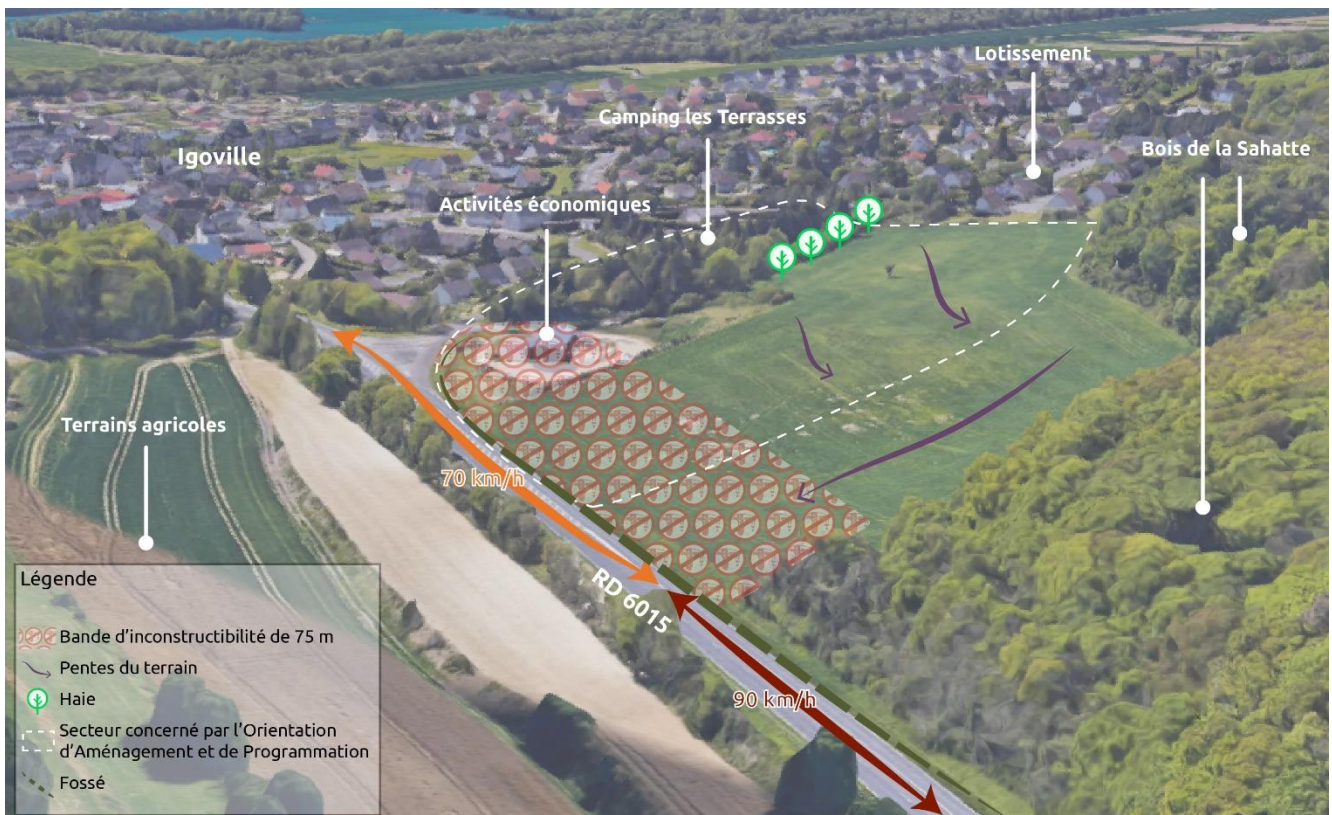 Lotissement
Camping les Terrasses
Bois de la Sahatte
Igoville
Activités économiques
Terrains agricoles
70 km/h
RD 6015
90 km/h
Légende
Bande d'inconstructibilité de 75 m
Pentes du terrain
Haie
Secteur concerné par l'Orientation
d'Aménagement et de Programmation
Fossé